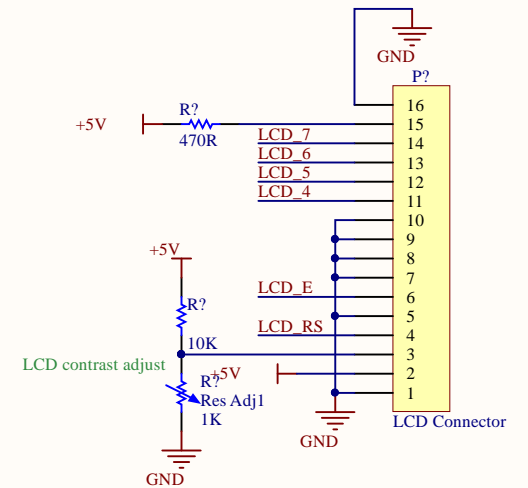 GND
P?
16
R?
+5V
15
470R
LCD_7
14
LCD_6
13
LCD_5
12
LCD_4
11
10
9
+5V
8
7
LCD_E
6
R?
5
LCD_RS
4
10K
3
LCD contrast adjust
R?
+5V
2
Res Adj1
1
1K
LCD Connector
GND
GND